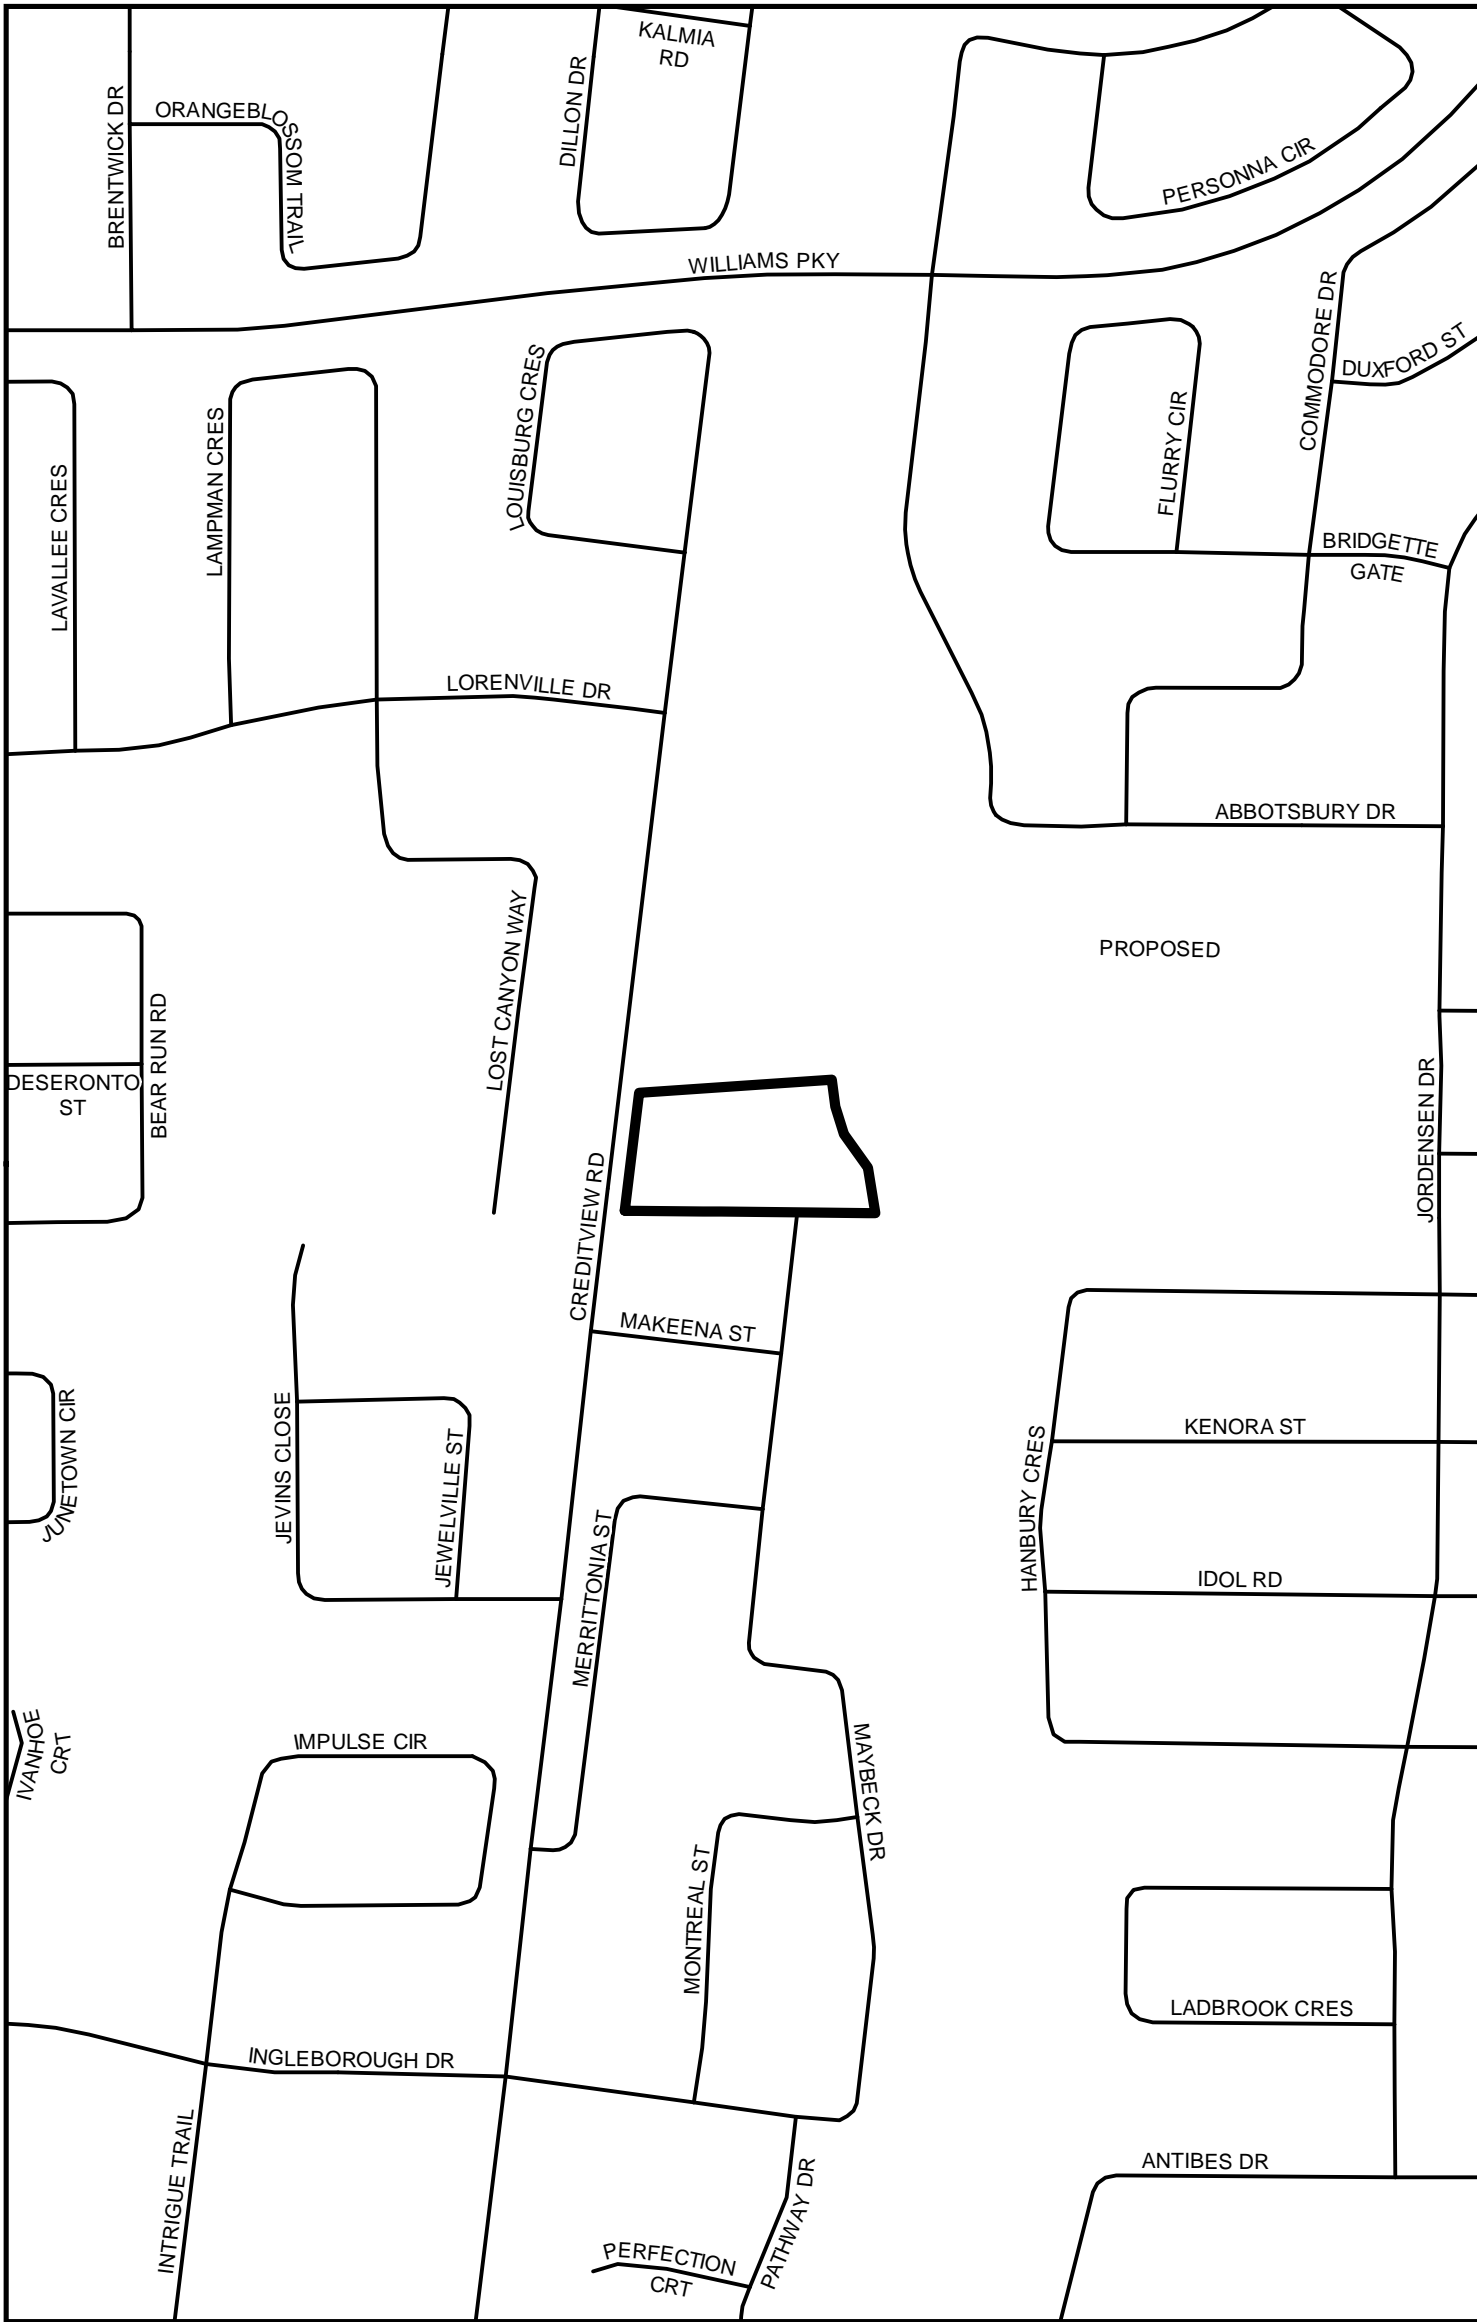 KALMIA
RD
DILLON DR
BRENTWICK DR
ORANGEBLOSSOM TRAIL
PERSONNA CIR
WILLIAMS PKY
COMMODORE DR
DUXFORD ST
LOUISBURG CRES
FLURRY CIR
LAMPMAN CRES
LAVALLEE CRES
BRIDGETTE
GATE
LORENVILLE DR
ABBOTSBURY DR
LOST CANYON WAY
PROPOSED
BEAR RUN RD
DESERONTO
ST
JORDENSEN DR
CREDITVIEW RD
MAKEENA ST
JUNETOWN CIR
JEVINS CLOSE
JEWELVILLE ST
KENORA ST
HANBURY CRES
MERRITTONIA ST
IDOL RD
IVANHOE
CRT
IMPULSE CIR
MAYBECK DR
MONTREAL ST
LADBROOK CRES
INGLEBOROUGH DR
INTRIGUE TRAIL
ANTIBES DR
PATHWAY DR
PERFECTION
CRT